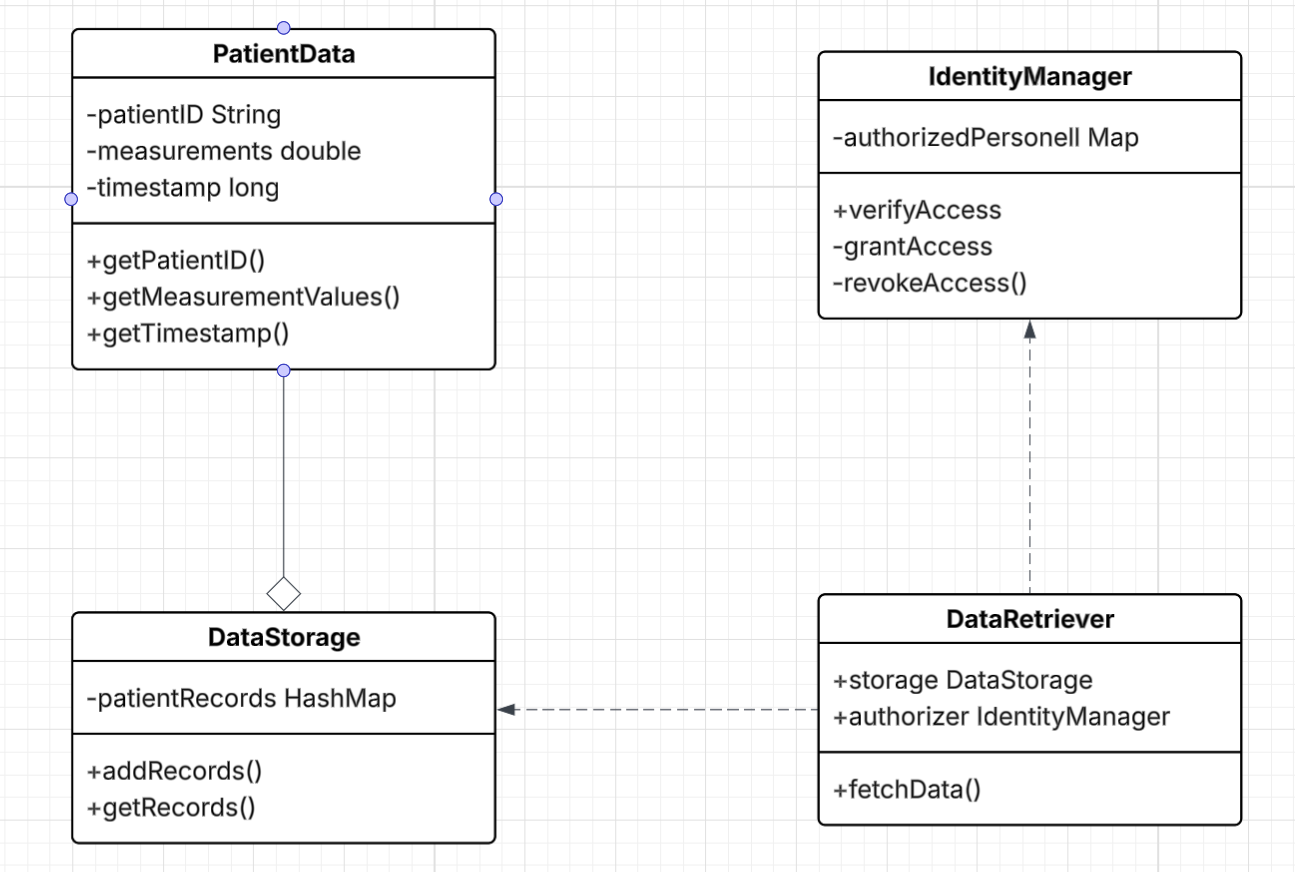 PatientData
-patientID String
-measurements double
-timestamp long
+getPatientID()
+getMeasurementValues()
+getTimestamp()
IdentityManager
-authorizedPersonell Map
+verifyAccess
-grantAccess
-revokeAccess()
DataStorage
-patientRecords HashMap
+addRecords()
+getRecords()
DataRetriever
+storage DataStorage
+authorizer IdentityManager
+fetchData()